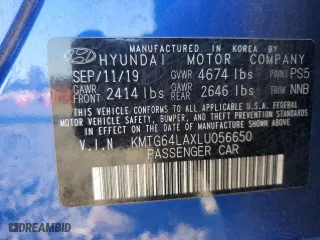 MANUFACTURED IN KOREA BY
HYUNDAI MOTOR COMPANY
SEP/11/19 GVWR 4674 lbs PAINT PS5
GAWR FRONT 2414 lbs GAWR REAR 2646 lbs TRIM NNB
THIS VEHICLE CONFORMS TO ALL APPLICABLE
U.S.A. FEDERAL MOTOR VEHICLE SAFETY,
BUMPER, AND THEFT PREVENTION STANDARDS
IN EFFECT ON THE DATE OF MANUFACTURE
SHOWN ABOVE.
V.I.N. KMTG64LAXLU056650
PASSENGER CAR
DREAMBID